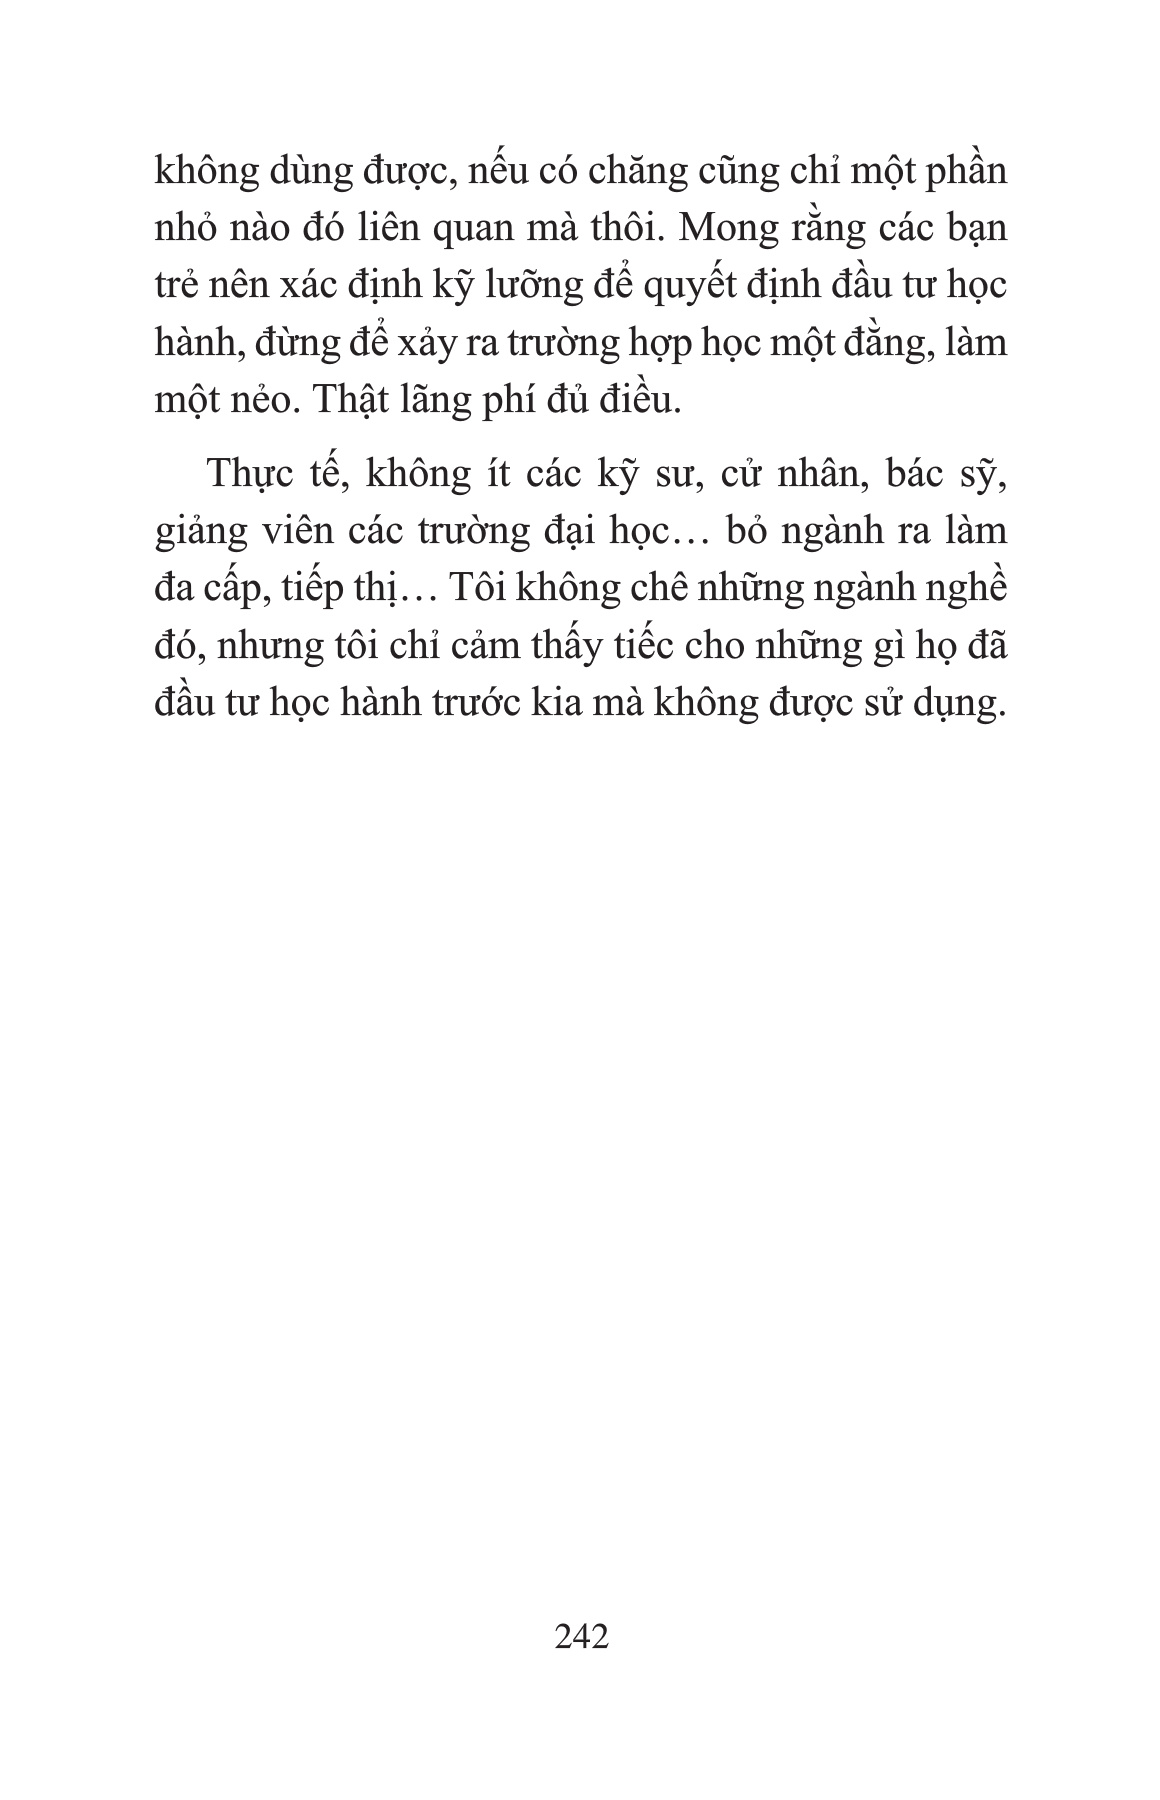 không dùng được, nếu có chăng cũng chỉ một phần
nhỏ nào đó liên quan mà thôi. Mong rằng các bạn
trẻ nên xác định kỹ lưỡng để quyết định đầu tư học
hành, đừng để xảy ra trường hợp học một đằng, làm
một nẻo. Thật lãng phí đủ điều.
Thực tế, không ít các kỹ sư, cử nhân, bác sỹ,
giảng viên các trường đại học… bỏ ngành ra làm
đa cấp, tiếp thị… Tôi không chê những ngành nghề
đó, nhưng tôi chỉ cảm thấy tiếc cho những gì họ đã
đầu tư học hành trước kia mà không được sử dụng.
242